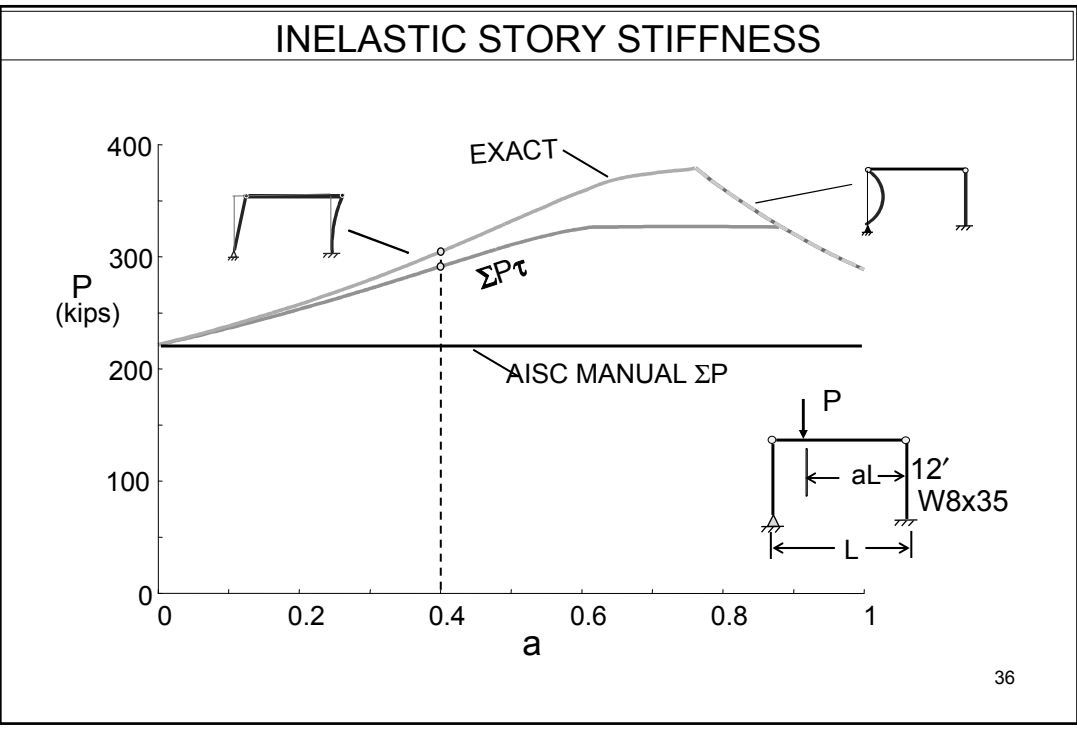 INELASTIC STORY STIFFNESS
400
300
200
100
0
P
(kips)
EXACT
ΣPτ
AISC MANUAL ΣP
P
aL
12′
W8x35
L
0
0.2
0.4
0.6
0.8
1
a
36